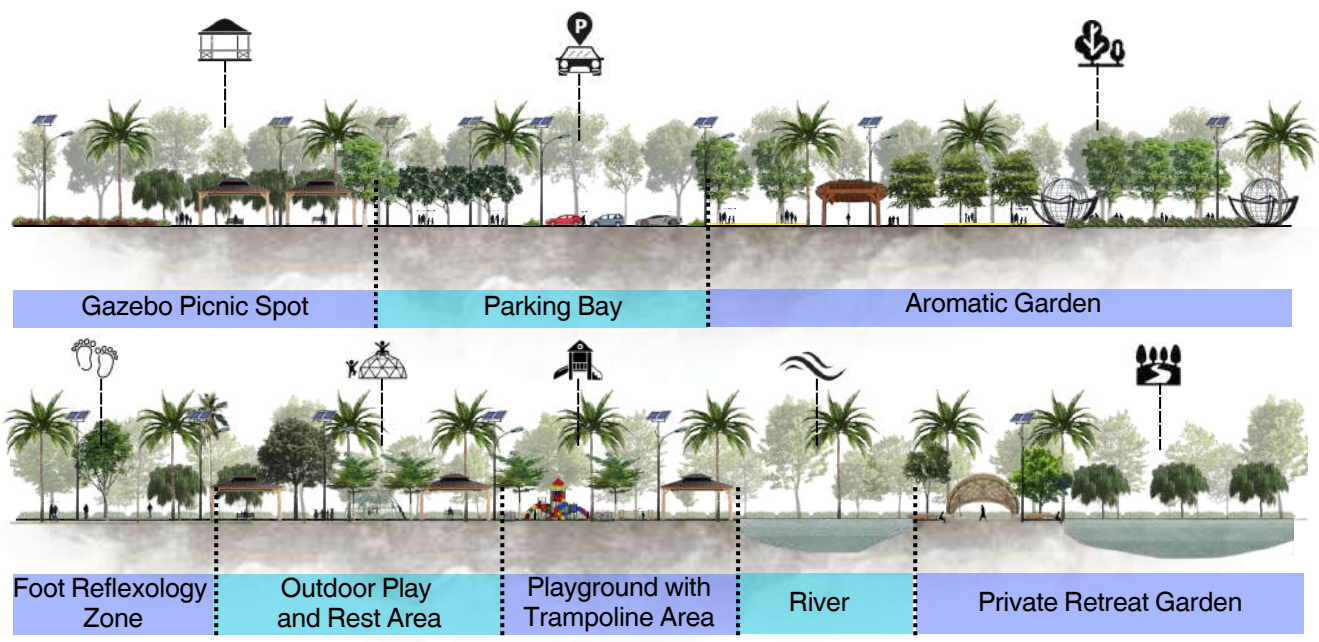 P
Gazebo Picnic Spot
Parking Bay
Aromatic Garden
Foot Reflexology
Zone
Outdoor Play
and Rest Area
Playground with
Trampoline Area
River
Private Retreat Garden